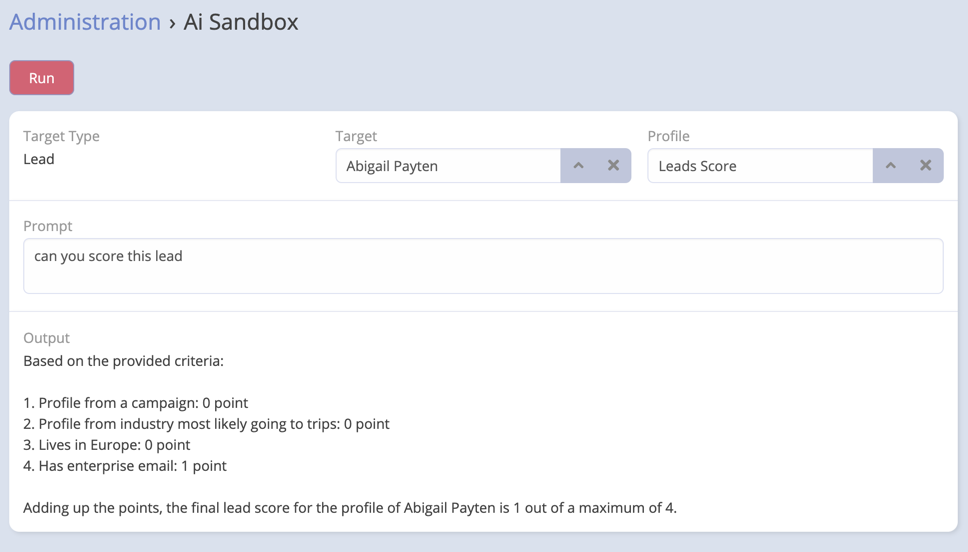 Administration › Ai Sandbox
Run
Target Type
Lead
Target
Abigail Payten
Profile
Leads Score
Prompt
can you score this lead
Output
Based on the provided criteria:
1. Profile from a campaign: 0 point
2. Profile from industry most likely going to trips: 0 point
3. Lives in Europe: 0 point
4. Has enterprise email: 1 point
Adding up the points, the final lead score for the profile of Abigail Payten is 1 out of a maximum of 4.